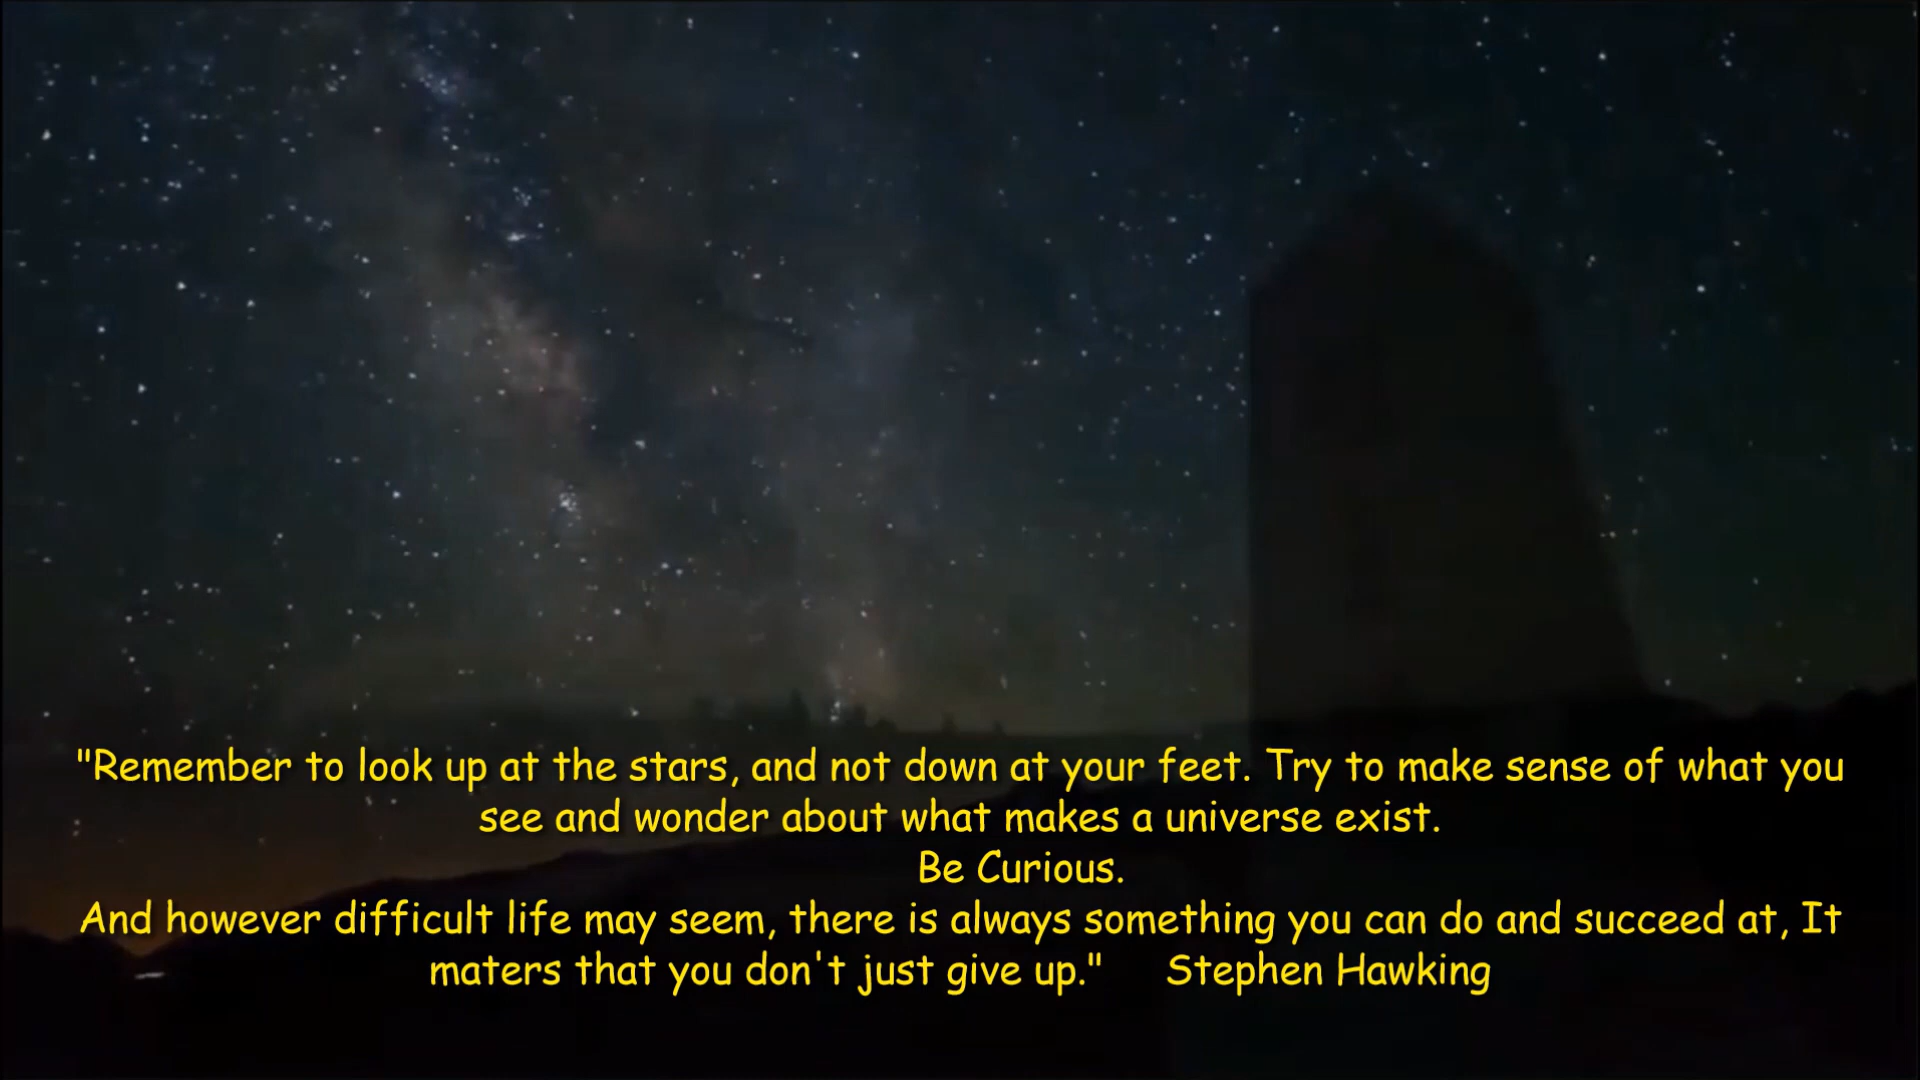 "Remember to look up at the stars, and not down at your feet. Try to make sense of what you
see and wonder about what makes a universe exist.
Be Curious.
And however difficult life may seem, there is always something you can do and succeed at, It
maters that you don't just give up." Stephen Hawking